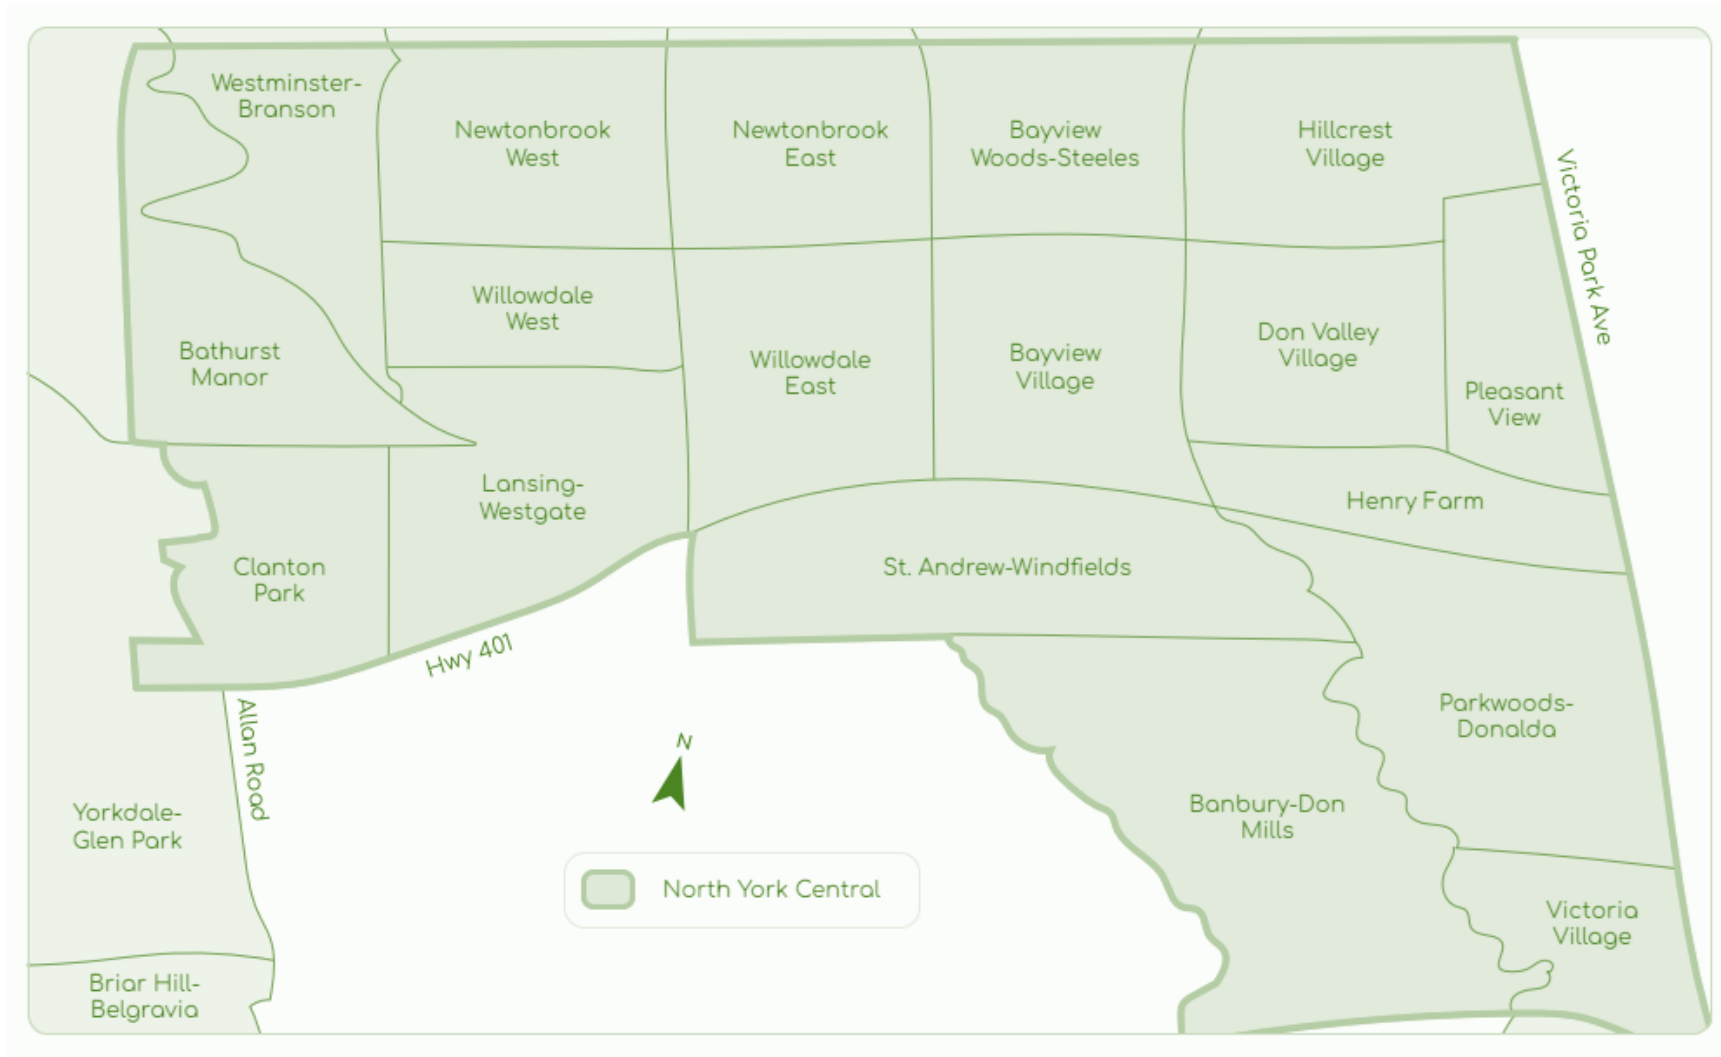 Westminster-
Branson
Newtonbrook
West
Newtonbrook
East
Bayview
Woods-Steeles
Hillcrest
Village
Victoria Park Ave
Willowdale
West
Bathurst
Manor
Willowdale
East
Bayview
Village
Don Valley
Village
Pleasant
View
Lansing-
Westgate
Henry Farm
Clanton
Park
St. Andrew-Windfields
Hwy 401
Allan Road
N
Parkwoods-
Donalda
Yorkdale-
Glen Park
Banbury-Don
Mills
North York Central
Victoria
Village
Briar Hill-
Belgravia